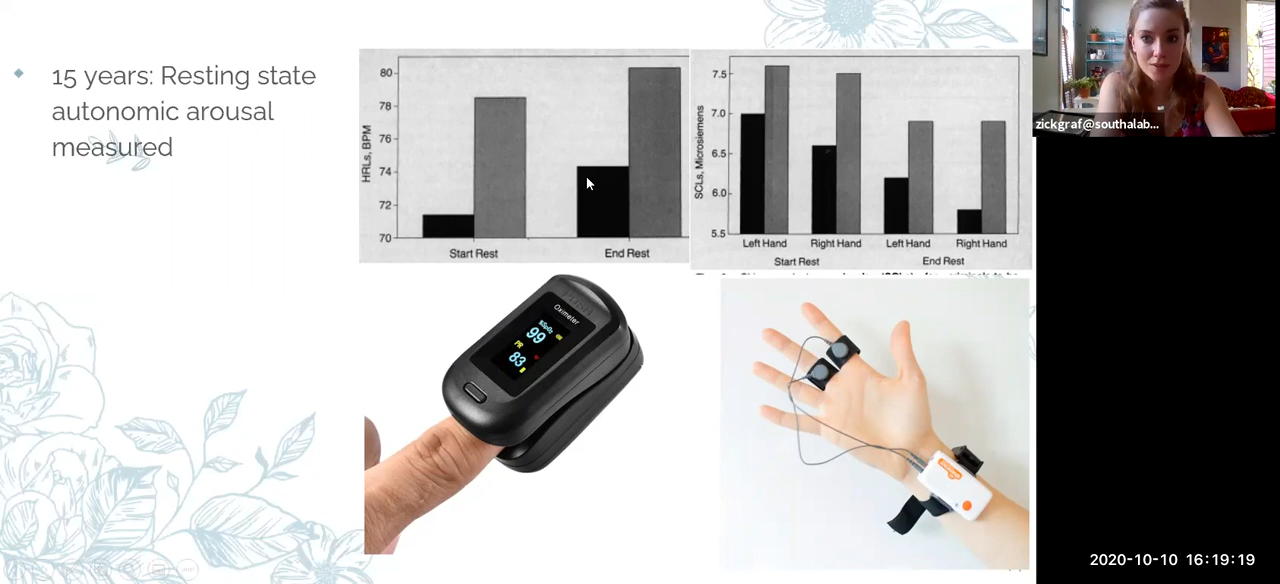 15 years: Resting state
autonomic arousal
measured
80
78
76
74
72
70
HRLs, BPM
Start Rest
End Rest
7.5
7.0
6.5
6.0
5.5
SCLs, Microsiemens
Left Hand
Right Hand
Left Hand
Right Hand
Start Rest
End Rest
Oximeter
%SpO₂
99
PR
83
zickgraf@southalab...
2020-10-10 16:19:19